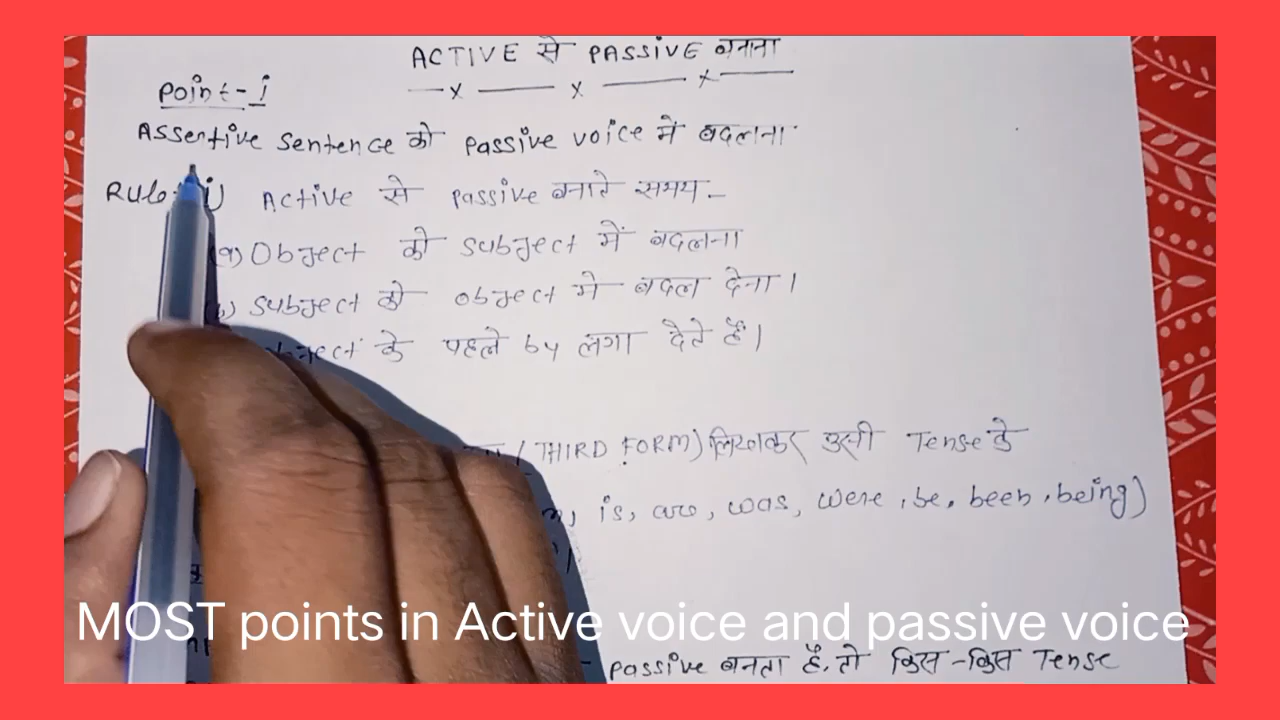 ACTIVE से PASSIVE बनाना
Point - i
Assertive Sentence को Passive voice में बदलना
Rule i) Active से Passive बनाते समय -
(a) Object को subject में बदलना
) subject को object मे बदल देना।
के पहले by लगा देते हैं।
( THIRD FORM) लिखकर उसी Tense के
is, are, was, were, be, been, being)
MOST points in Active voice and passive voice
passive बनता है, तो किस-किस Tense